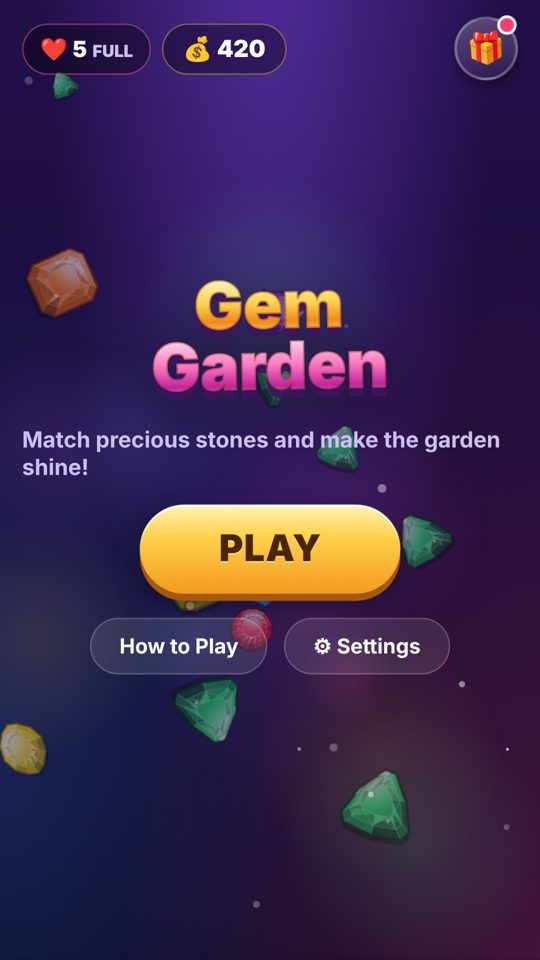 ❤️ 5 FULL 💰 420 🎁
Gem
Garden
Match precious stones and make the garden
shine!
PLAY
How to Play ⚙ Settings